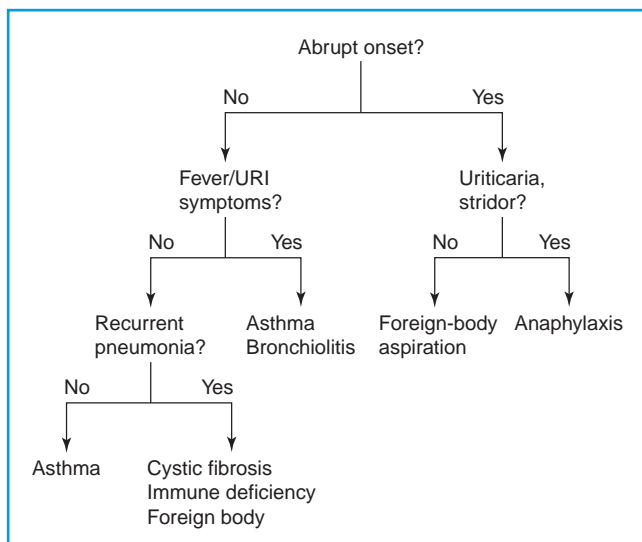 Abrupt onset?
No
Yes
Fever/URI
symptoms?
Uriticaria,
stridor?
No
Yes
No
Yes
Recurrent
pneumonia?
Asthma
Bronchiolitis
Foreign-body
aspiration
Anaphylaxis
No
Yes
Asthma
Cystic fibrosis
Immune deficiency
Foreign body